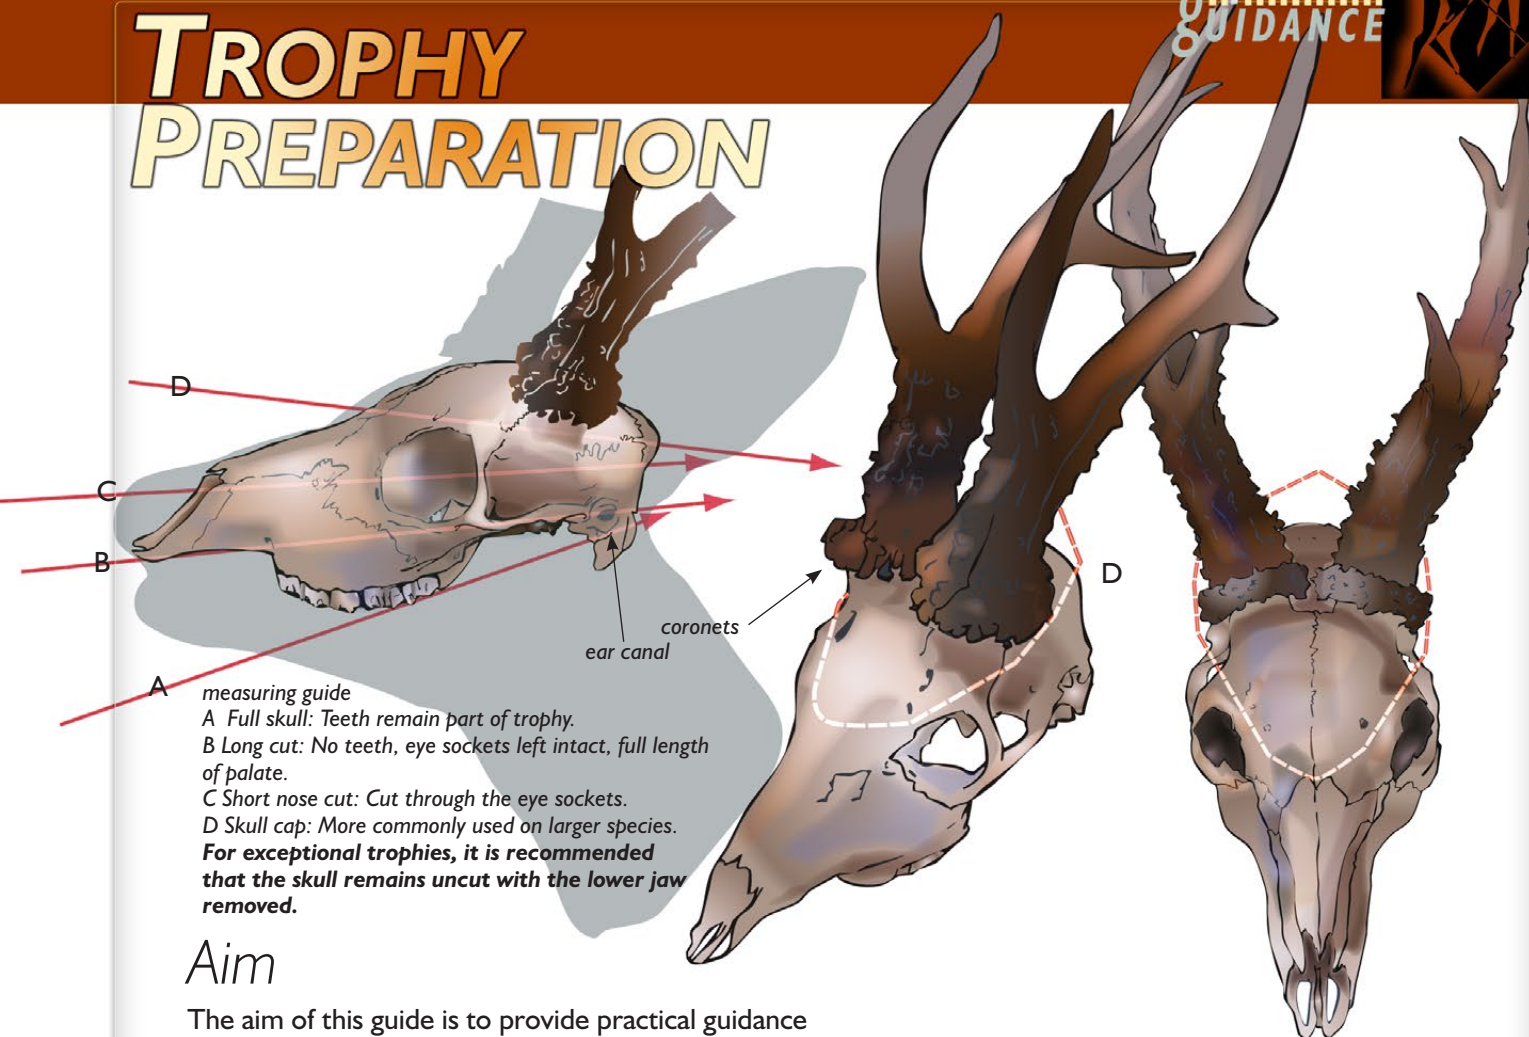 guidance
TROPHY
PREPARATION
D
C
B
A
D
coronets
ear canal
measuring guide
A Full skull: Teeth remain part of trophy.
B Long cut: No teeth, eye sockets left intact, full length
of palate.
C Short nose cut: Cut through the eye sockets.
D Skull cap: More commonly used on larger species.
For exceptional trophies, it is recommended
that the skull remains uncut with the lower jaw
removed.
Aim
The aim of this guide is to provide practical guidance